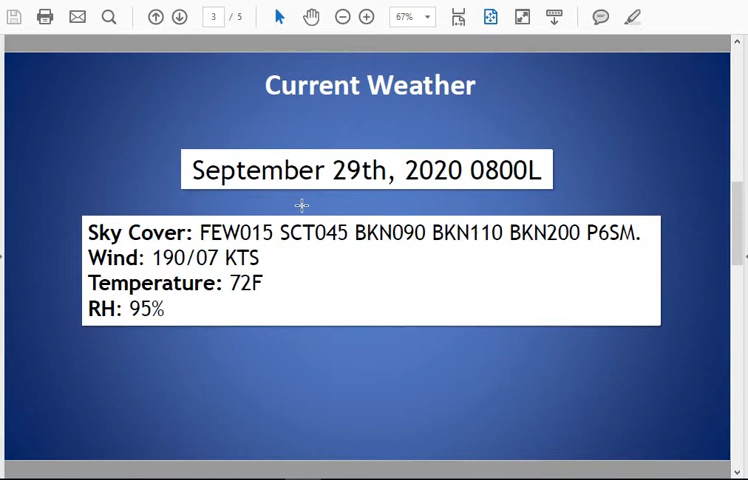 3 / 5
67%
Current Weather
September 29th, 2020 0800L
Sky Cover: FEW015 SCT045 BKN090 BKN110 BKN200 P6SM.
Wind: 190/07 KTS
Temperature: 72F
RH: 95%